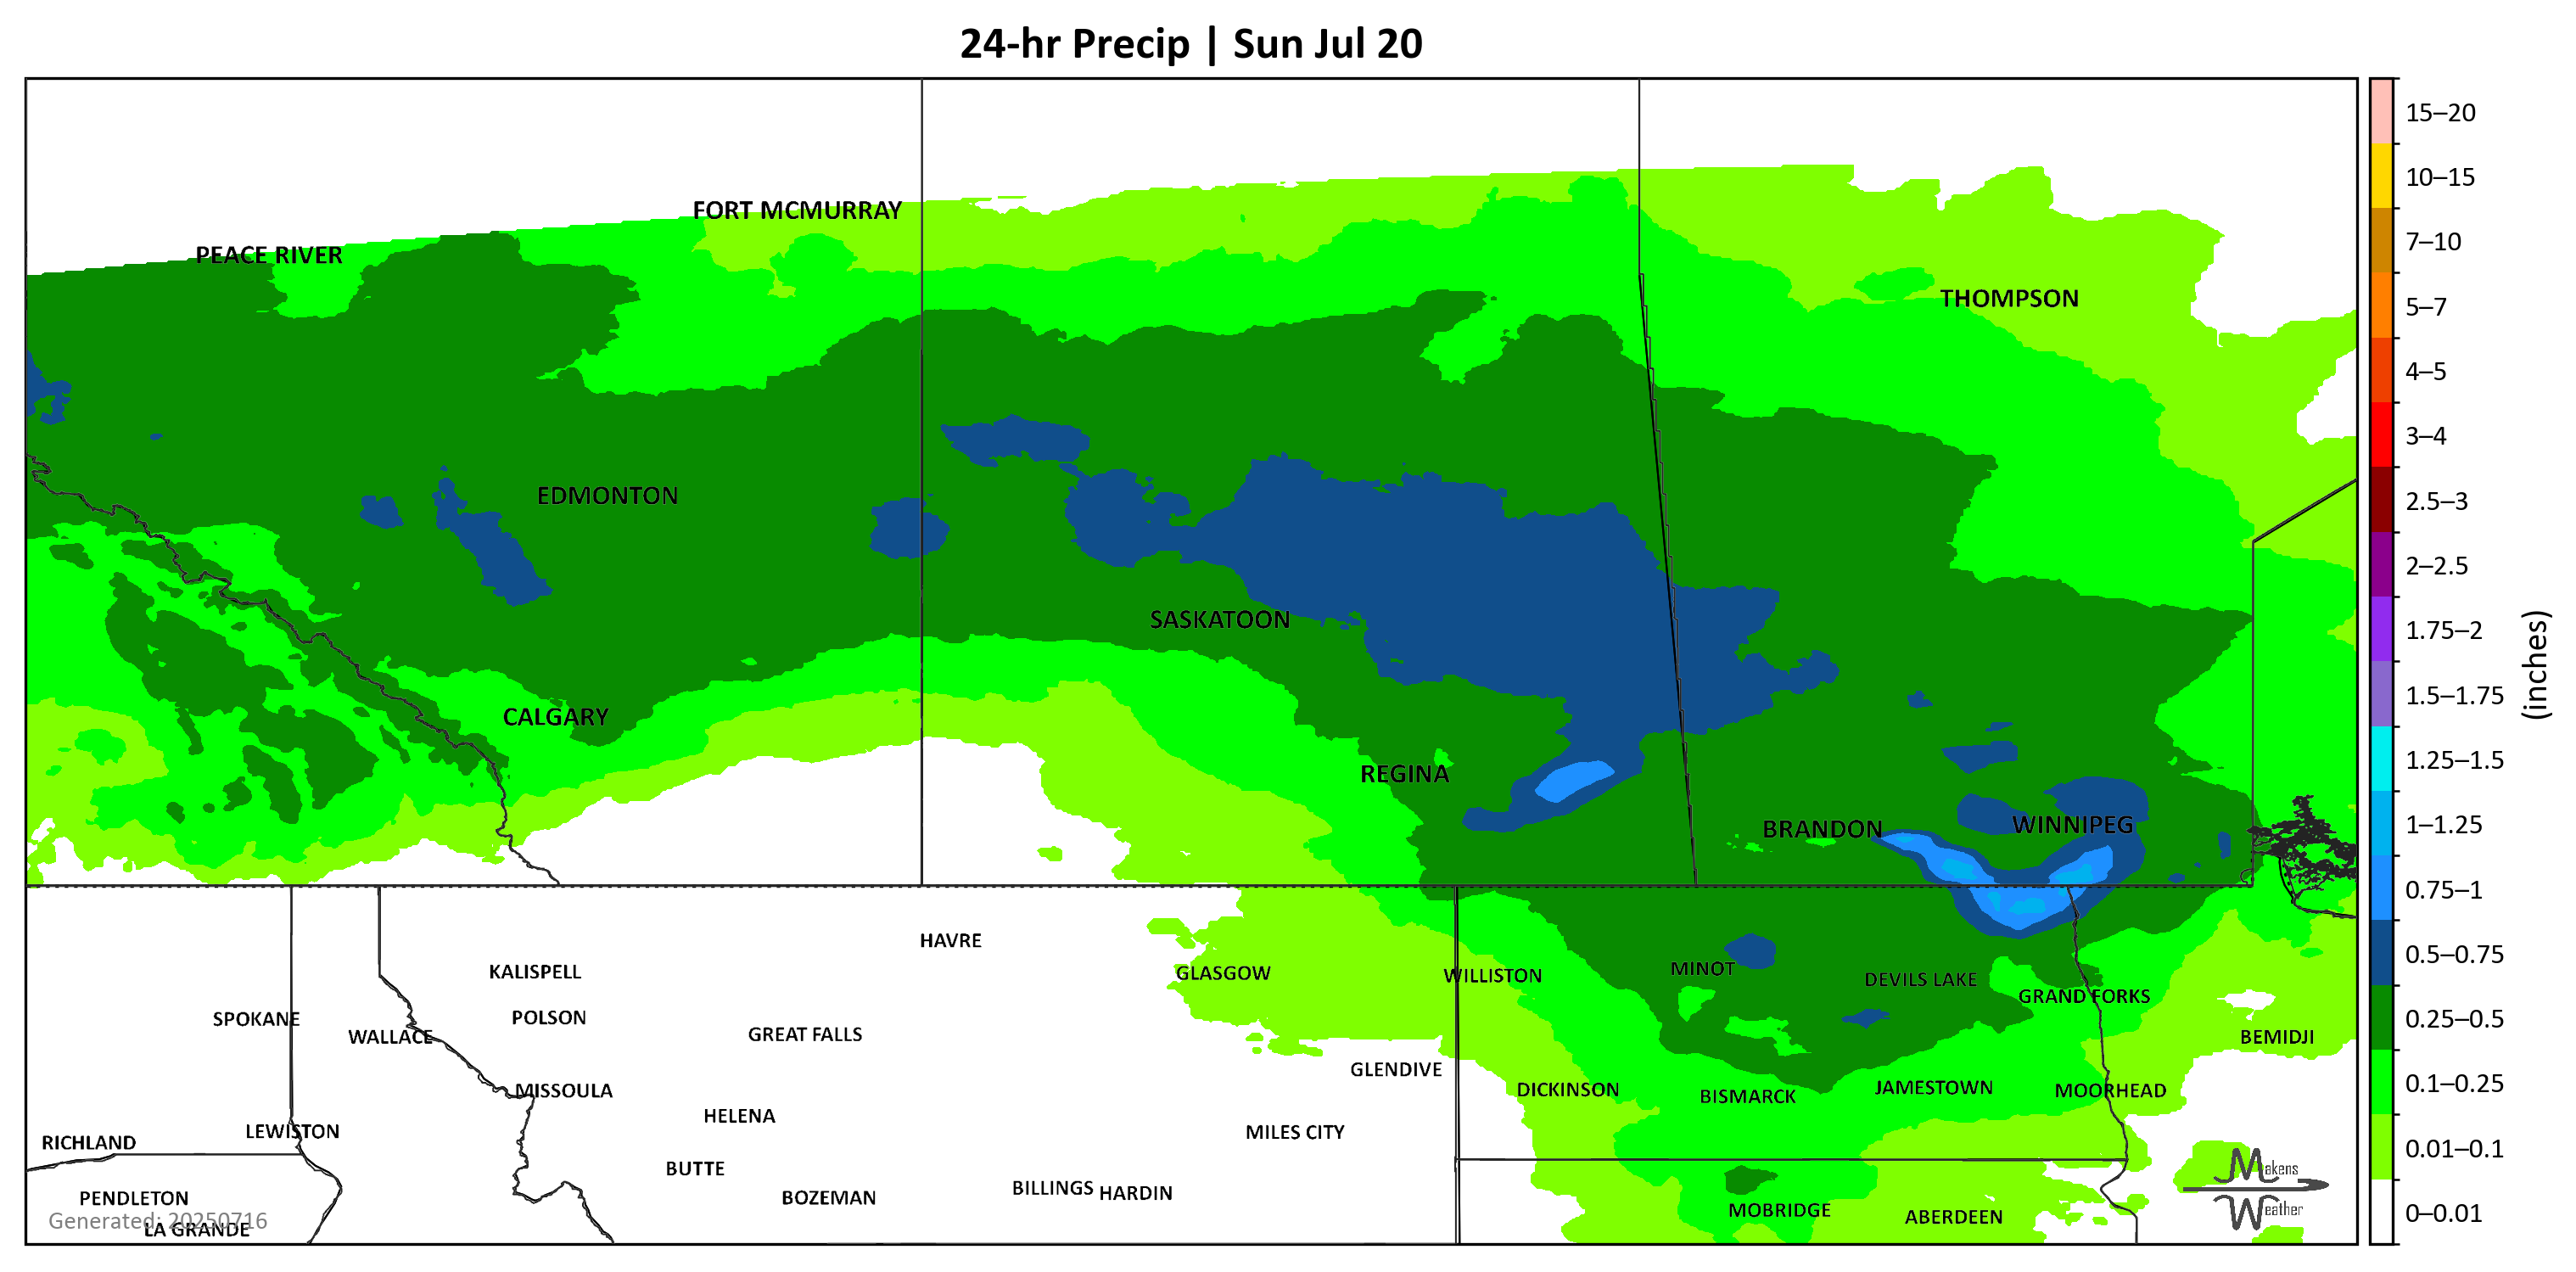 24-hr Precip | Sun Jul 20
FORT MCMURRAY
PEACE RIVER
THOMPSON
EDMONTON
SASKATOON
CALGARY
REGINA
BRANDON
WINNIPEG
HAVRE
KALISPELL
GLASGOW
WILLISTON
MINOT
DEVILS LAKE
GRAND FORKS
SPOKANE
POLSON
WALLACE
GREAT FALLS
BEMIDJI
GLENDIVE
MISSOULA
DICKINSON
BISMARCK
JAMESTOWN
MOORHEAD
HELENA
LEWISTON
RICHLAND
MILES CITY
BUTTE
PENDLETON
BOZEMAN
BILLINGS
HARDIN
MOBRIDGE
ABERDEEN
Generated: 20250716
LA GRANDE
Makens
Weather
15–20
10–15
7–10
5–7
4–5
3–4
2.5–3
2–2.5
1.75–2
1.5–1.75
1.25–1.5
1–1.25
0.75–1
0.5–0.75
0.25–0.5
0.1–0.25
0.01–0.1
0–0.01
(inches)